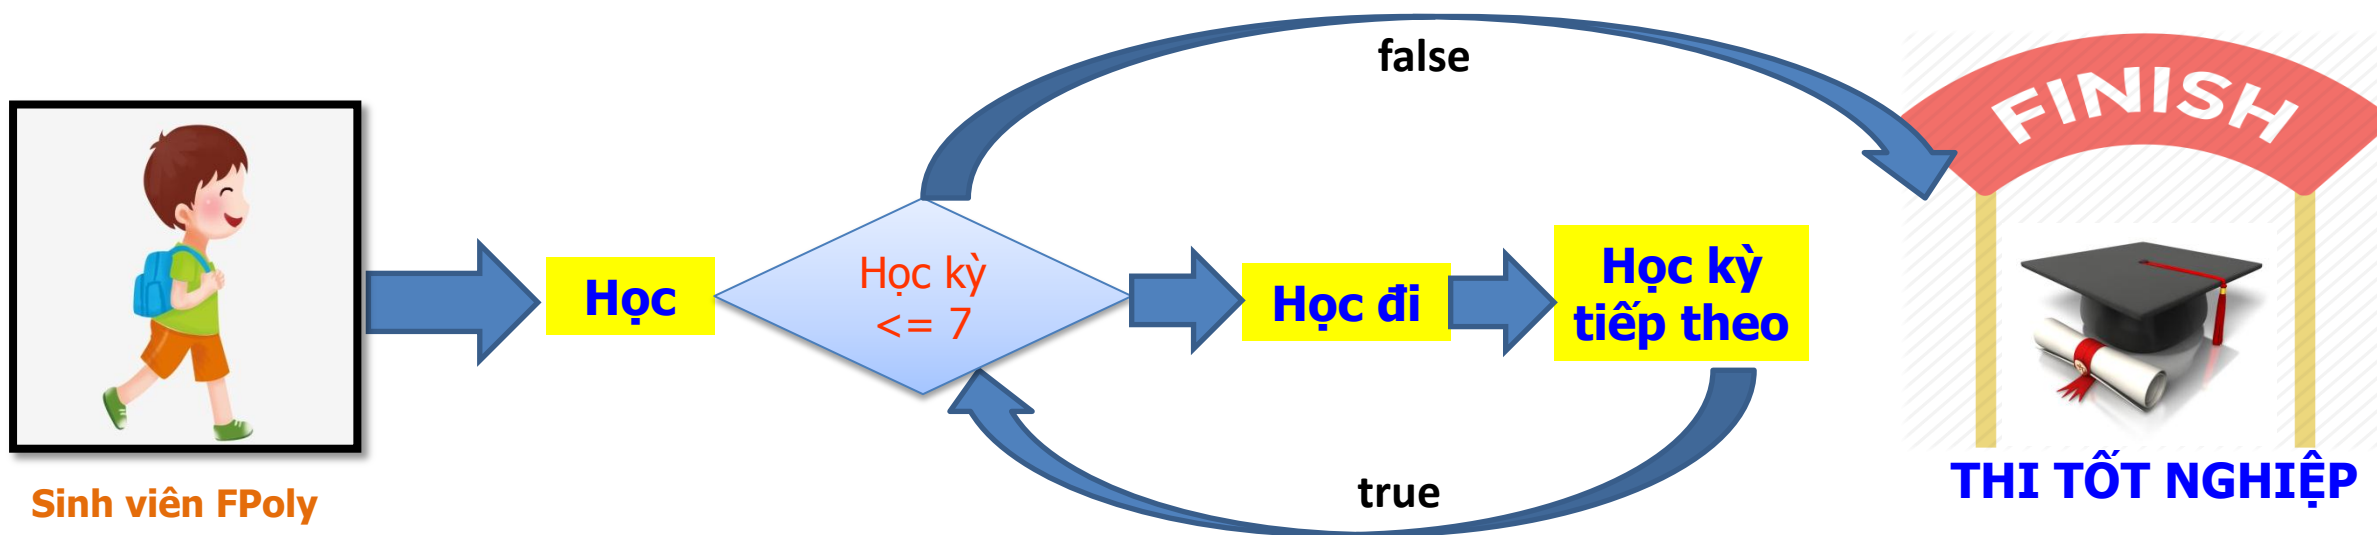 false
FINISH
Học
Học kỳ
<= 7
Học đi
Học kỳ
tiếp theo
true
Sinh viên FPoly
THI TỐT NGHIỆP